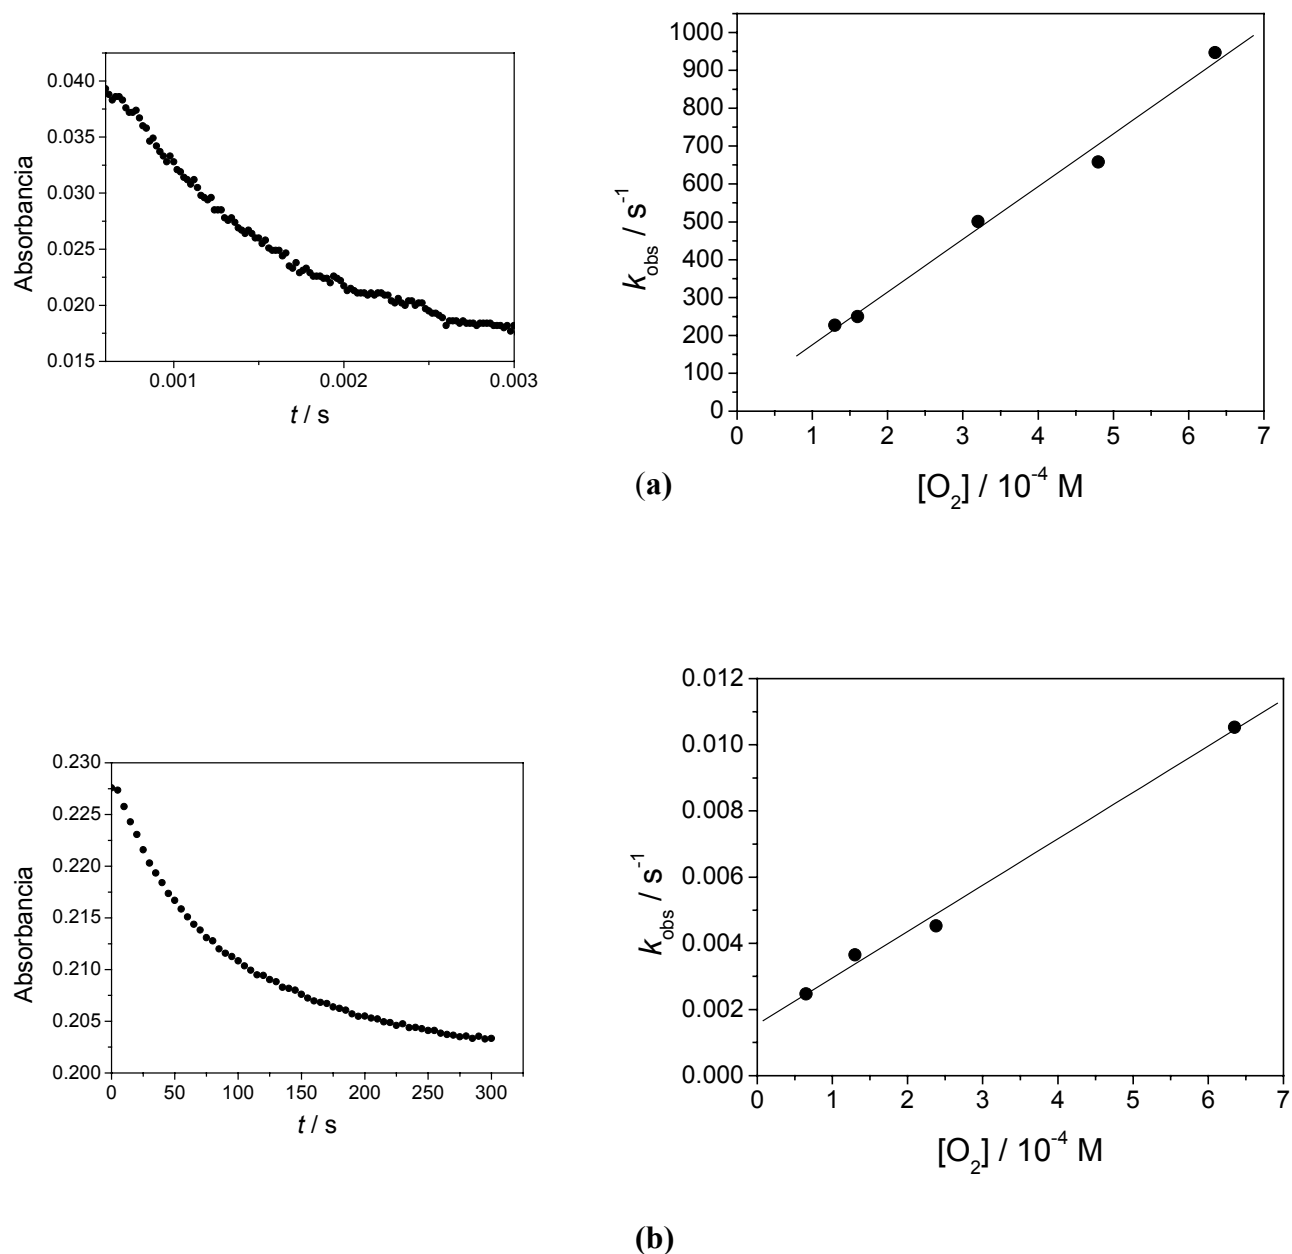 0.040
0.035
0.030
0.025
0.020
0.015
0.001
0.002
0.003
Absorbancia
t / s
1000
900
800
700
600
500
400
300
200
100
0
0 1 2 3 4 5 6 7
k_obs / s^-1
[O_2] / 10^-4 M
(a)
0.230
0.225
0.220
0.215
0.210
0.205
0.200
0 50 100 150 200 250 300
Absorbancia
t / s
0.012
0.010
0.008
0.006
0.004
0.002
0.000
0 1 2 3 4 5 6 7
k_obs / s^-1
[O_2] / 10^-4 M
(b)